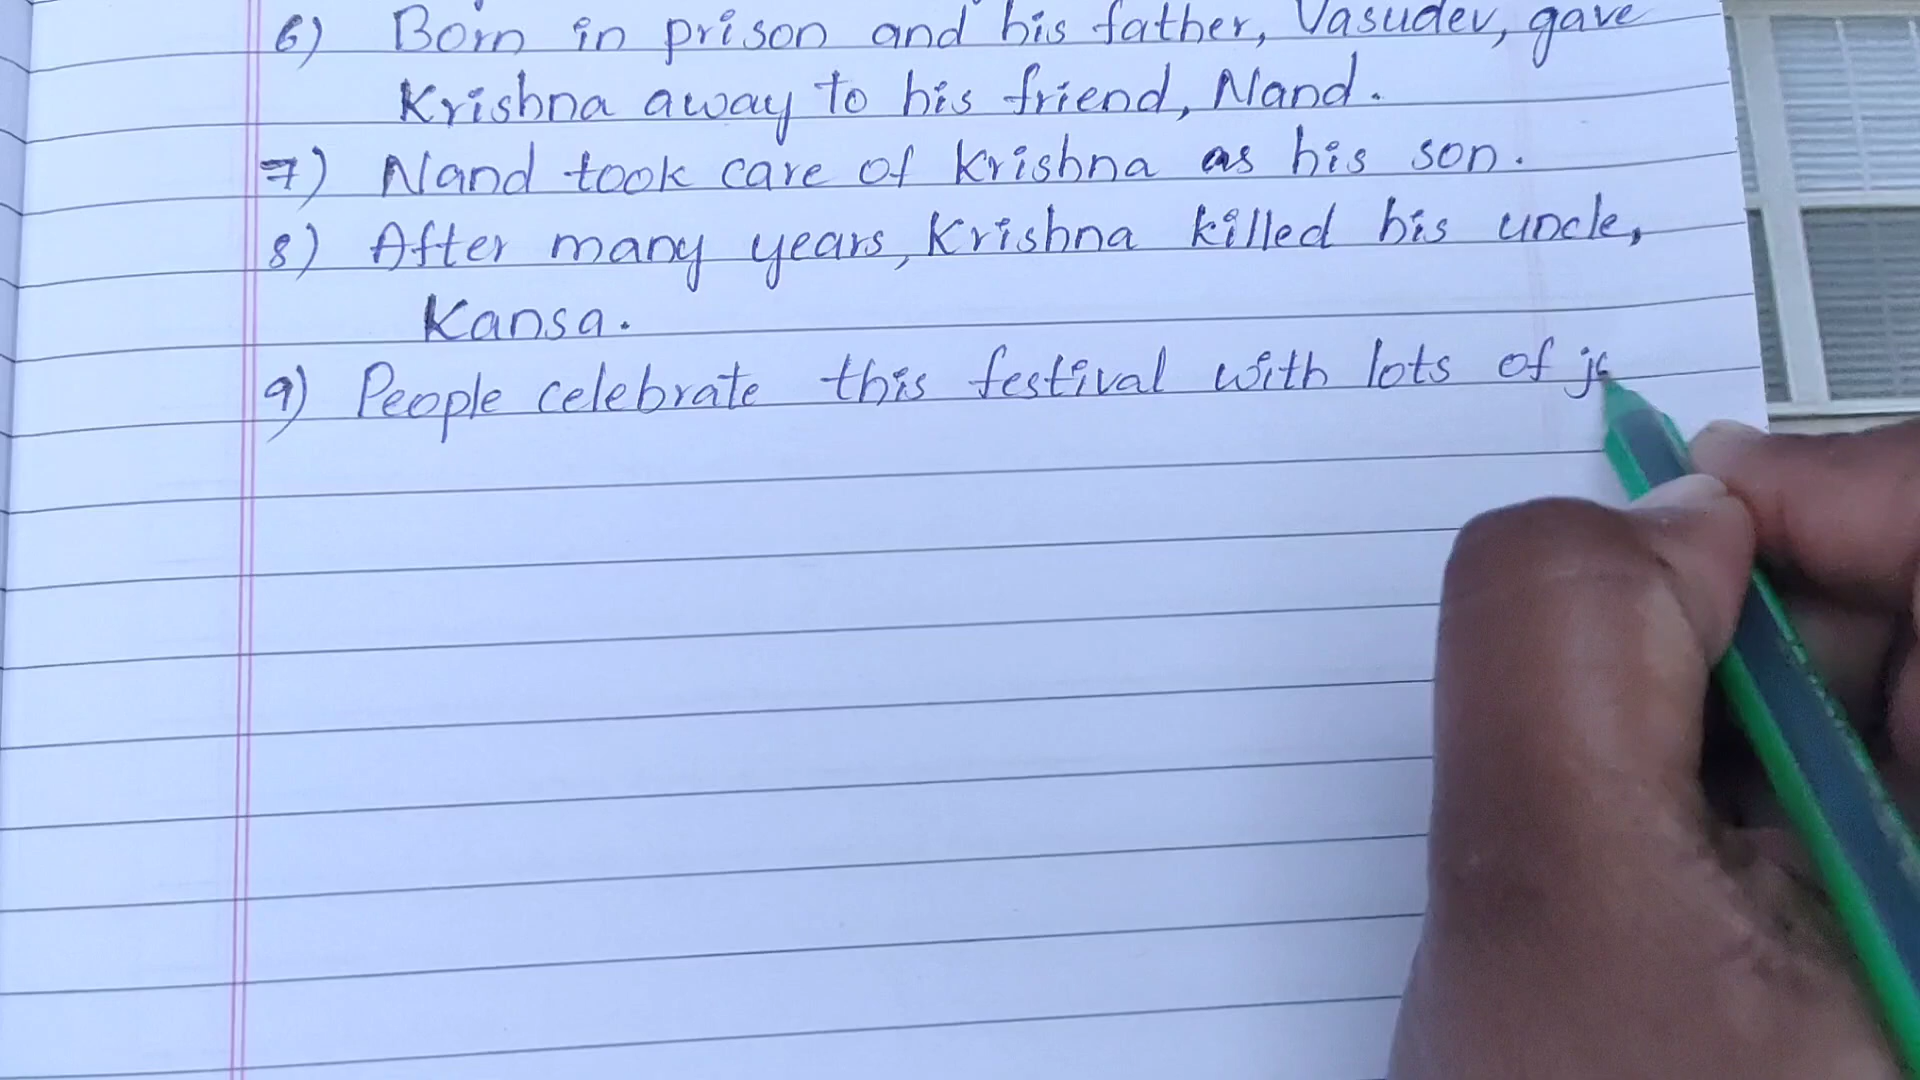 6) Born in prison and his father, Vasudev, gave
Krishna away to his friend, Nand.
7) Nand took care of Krishna as his son.
8) After many years, Krishna killed his uncle,
Kansa.
9) People celebrate this festival with lots of